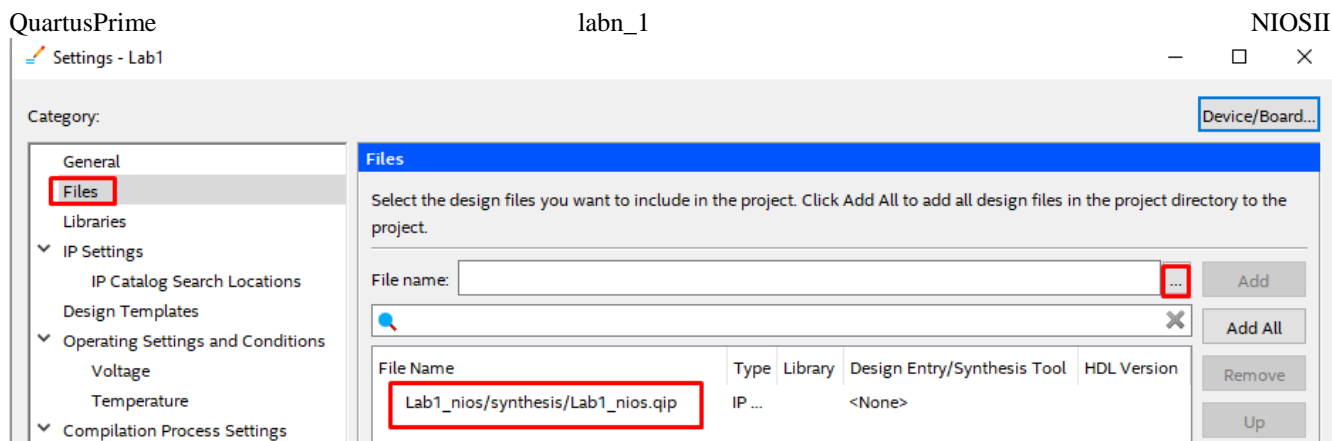 QuartusPrime labn_1 NIOSII
Settings - Lab1
Category:
Device/Board...
General
Files
Libraries
IP Settings
IP Catalog Search Locations
Design Templates
Operating Settings and Conditions
Voltage
Temperature
Compilation Process Settings
Files
Select the design files you want to include in the project. Click Add All to add all design files in the project directory to the
project.
File name: ... Add
Add All
File Name Type Library Design Entry/Synthesis Tool HDL Version
Remove
Lab1_nios/synthesis/Lab1_nios.qip IP ... <None>
Up